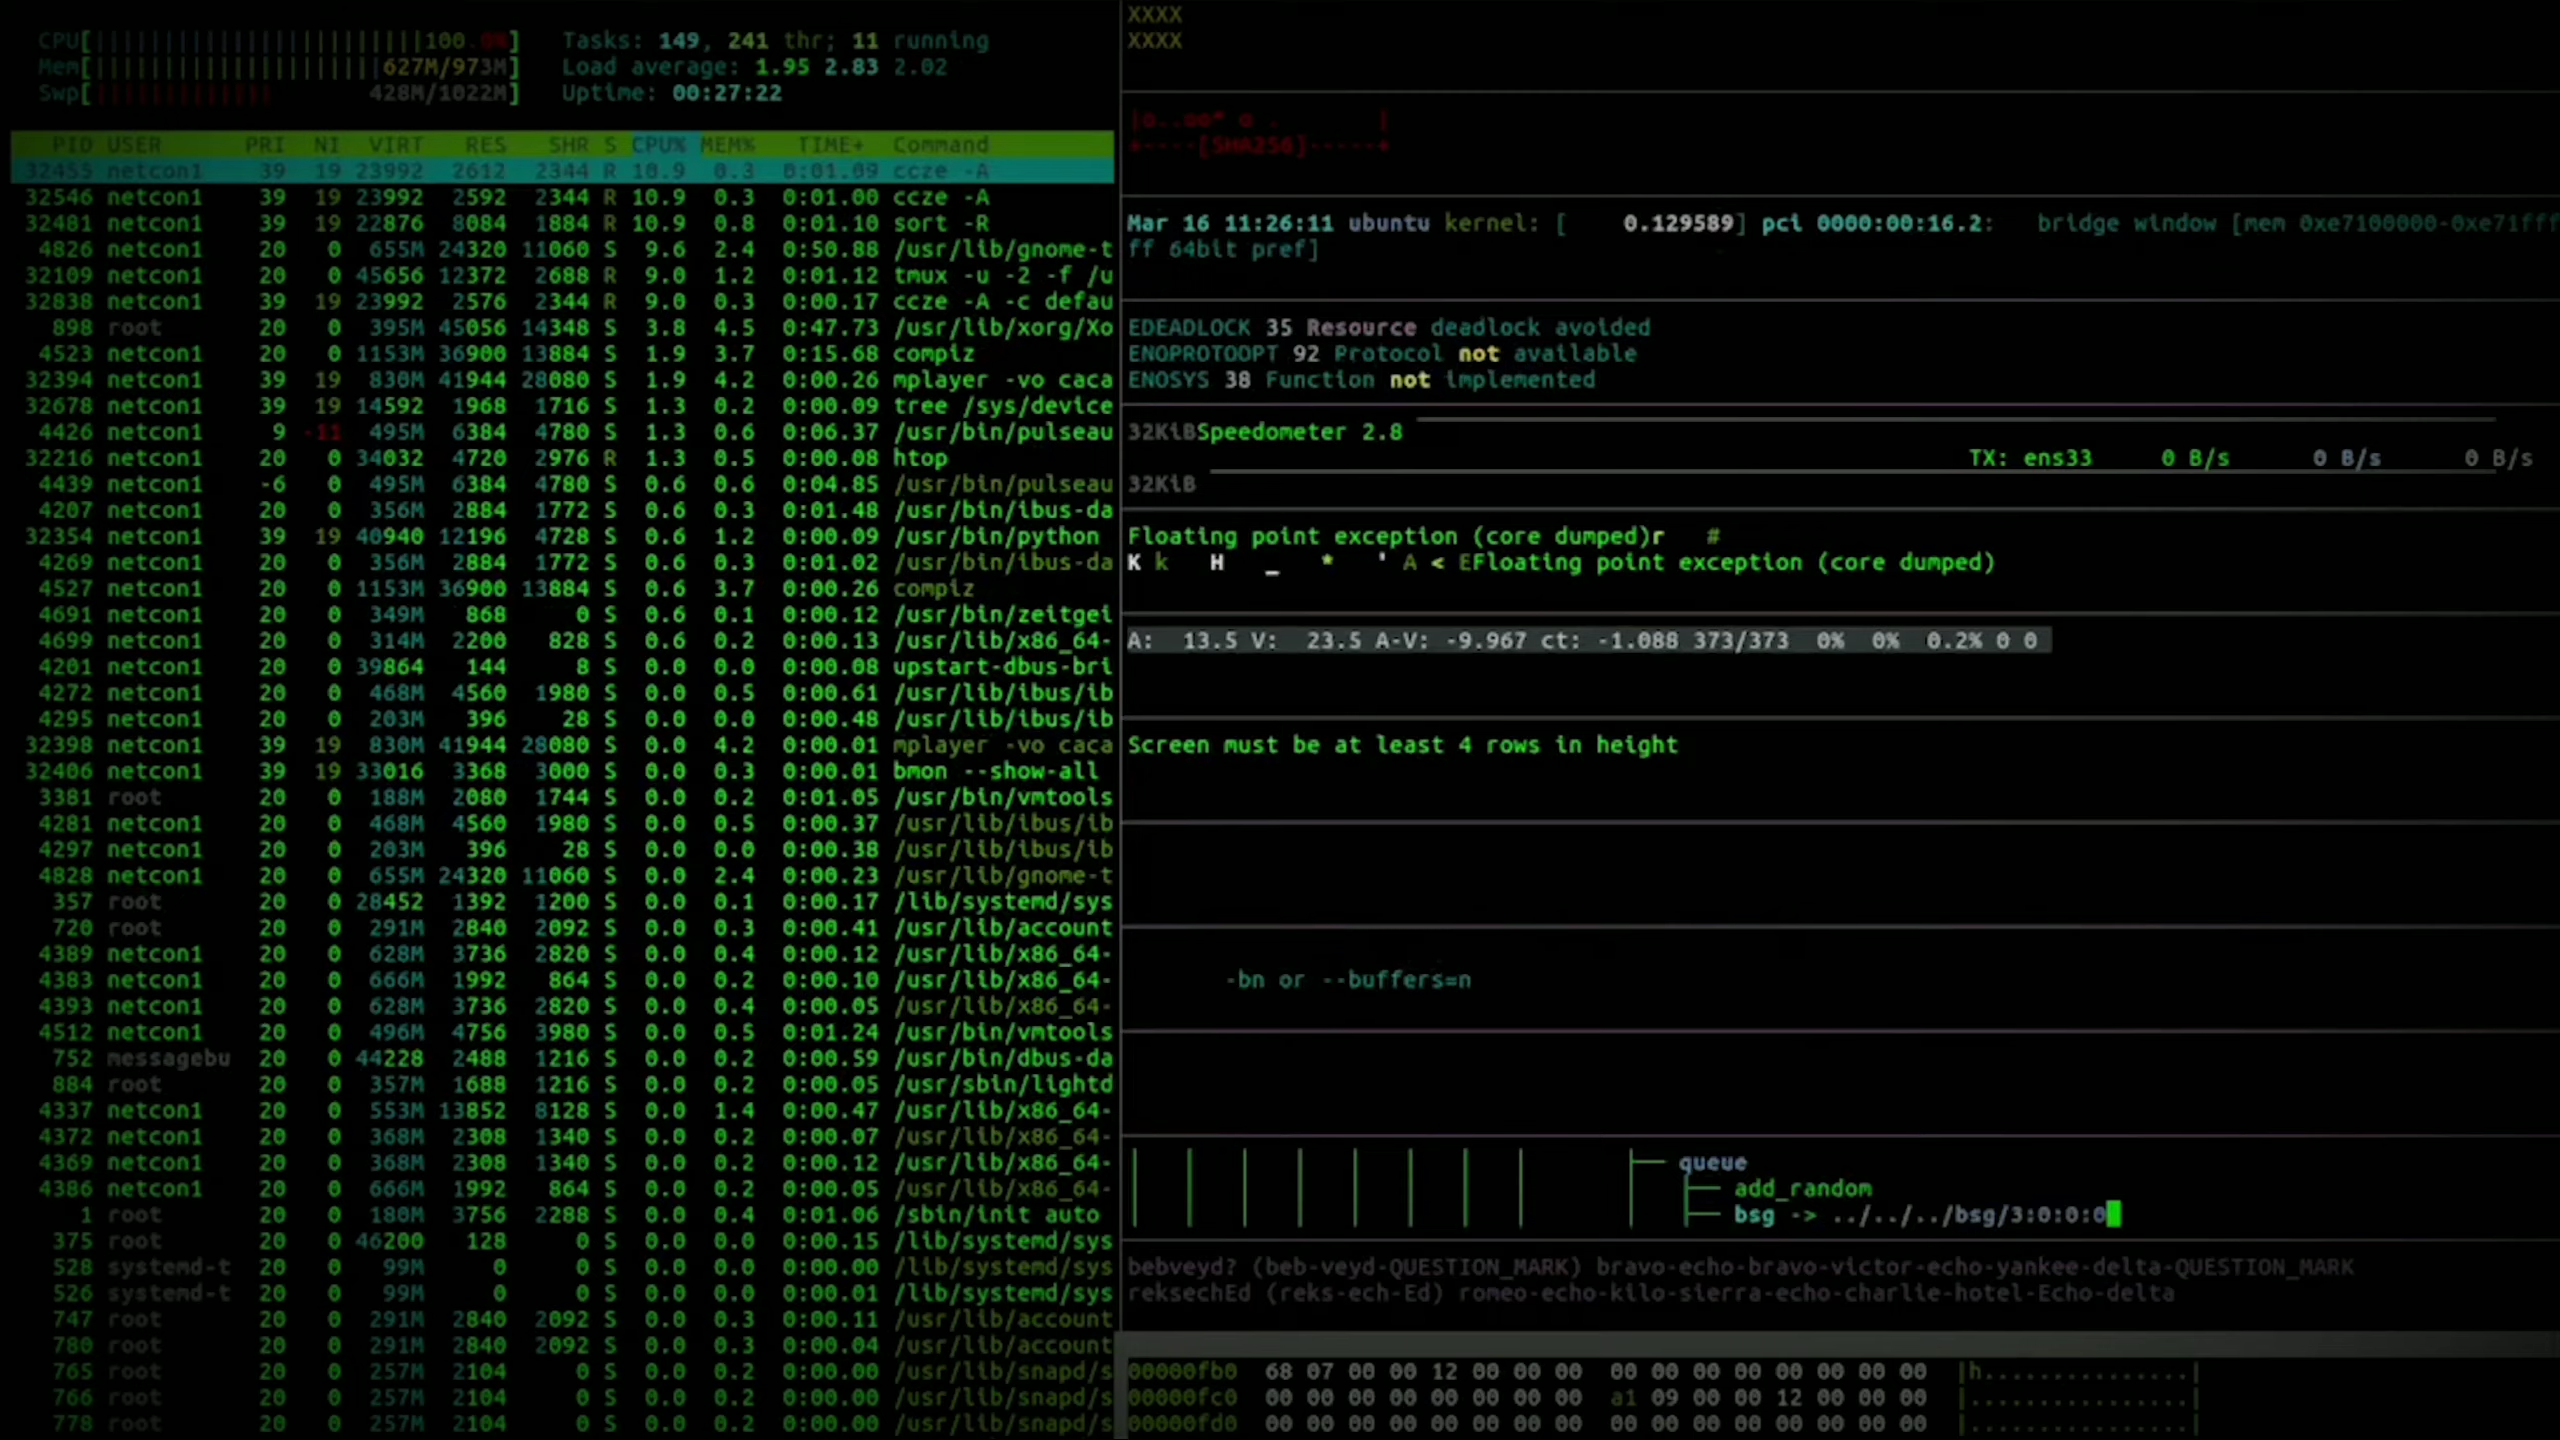 CPU[||||||||||||||||||||||||100.0%]   Tasks: 149, 241 thr; 11 running
Mem[|||||||||||||||||||||627M/973M]   Load average: 1.95 2.83 2.02
Swp[|||||||||||||        428M/1022M]   Uptime: 00:27:22
PID USER PRI NI VIRT RES SHR S CPU% MEM% TIME+ Command
32455 netcon1 39 19 23992 2612 2344 R 10.9 0.3 0:01.09 ccze -A
32546 netcon1 39 19 23992 2592 2344 R 10.9 0.3 0:01.00 ccze -A
32481 netcon1 39 19 22876 8084 1884 R 10.9 0.8 0:01.10 sort -R
4826 netcon1 20 0 655M 24320 11060 S 9.6 2.4 0:50.88 /usr/lib/gnome-t
32109 netcon1 20 0 45656 12372 2688 R 9.0 1.2 0:01.12 tmux -u -2 -f /u
32838 netcon1 39 19 23992 2576 2344 R 9.0 0.3 0:00.17 ccze -A -c defau
898 root 20 0 395M 45056 14348 S 3.8 4.5 0:47.73 /usr/lib/xorg/Xo
4523 netcon1 20 0 1153M 36900 13884 S 1.9 3.7 0:15.68 compiz
32394 netcon1 39 19 830M 41944 28080 S 1.9 4.2 0:00.26 mplayer -vo caca
32678 netcon1 39 19 14592 1968 1716 S 1.3 0.2 0:00.09 tree /sys/device
4426 netcon1 9 -11 495M 6384 4780 S 1.3 0.6 0:06.37 /usr/bin/pulseau
32216 netcon1 20 0 34032 4720 2976 R 1.3 0.5 0:00.08 htop
4439 netcon1 -6 0 495M 6384 4780 S 0.6 0.6 0:04.85 /usr/bin/pulseau
4207 netcon1 20 0 356M 2884 1772 S 0.6 0.3 0:01.48 /usr/bin/ibus-da
32354 netcon1 39 19 40940 12196 4728 S 0.6 1.2 0:00.09 /usr/bin/python
4269 netcon1 20 0 356M 2884 1772 S 0.6 0.3 0:01.02 /usr/bin/ibus-da
4527 netcon1 20 0 1153M 36900 13884 S 0.6 3.7 0:00.26 compiz
4691 netcon1 20 0 349M 868 0 S 0.6 0.1 0:00.12 /usr/bin/zeitgei
4699 netcon1 20 0 314M 2200 828 S 0.6 0.2 0:00.13 /usr/lib/x86_64-
4201 netcon1 20 0 39864 144 8 S 0.0 0.0 0:00.08 upstart-dbus-bri
4272 netcon1 20 0 468M 4560 1980 S 0.0 0.5 0:00.61 /usr/lib/ibus/ib
4295 netcon1 20 0 203M 396 28 S 0.0 0.0 0:00.48 /usr/lib/ibus/ib
32398 netcon1 39 19 830M 41944 28080 S 0.0 4.2 0:00.01 mplayer -vo caca
32406 netcon1 39 19 33016 3368 3000 S 0.0 0.3 0:00.01 bmon --show-all
3381 root 20 0 188M 2080 1744 S 0.0 0.2 0:01.05 /usr/bin/vmtools
4281 netcon1 20 0 468M 4560 1980 S 0.0 0.5 0:00.37 /usr/lib/ibus/ib
4297 netcon1 20 0 203M 396 28 S 0.0 0.0 0:00.38 /usr/lib/ibus/ib
4828 netcon1 20 0 655M 24320 11060 S 0.0 2.4 0:00.23 /usr/lib/gnome-t
357 root 20 0 28452 1392 1200 S 0.0 0.1 0:00.17 /lib/systemd/sys
720 root 20 0 291M 2840 2092 S 0.0 0.3 0:00.41 /usr/lib/account
4389 netcon1 20 0 628M 3736 2820 S 0.0 0.4 0:00.12 /usr/lib/x86_64-
4383 netcon1 20 0 666M 1992 864 S 0.0 0.2 0:00.10 /usr/lib/x86_64-
4393 netcon1 20 0 628M 3736 2820 S 0.0 0.4 0:00.05 /usr/lib/x86_64-
4512 netcon1 20 0 496M 4756 3980 S 0.0 0.5 0:01.24 /usr/bin/vmtools
752 messagebu 20 0 44228 2488 1216 S 0.0 0.2 0:00.59 /usr/bin/dbus-da
884 root 20 0 357M 1688 1216 S 0.0 0.2 0:00.05 /usr/sbin/lightd
4337 netcon1 20 0 553M 13852 8128 S 0.0 1.4 0:00.47 /usr/lib/x86_64-
4372 netcon1 20 0 368M 2308 1340 S 0.0 0.2 0:00.07 /usr/lib/x86_64-
4369 netcon1 20 0 368M 2308 1340 S 0.0 0.2 0:00.12 /usr/lib/x86_64-
4386 netcon1 20 0 666M 1992 864 S 0.0 0.2 0:00.05 /usr/lib/x86_64-
1 root 20 0 180M 3756 2288 S 0.0 0.4 0:01.06 /sbin/init auto
375 root 20 0 46200 128 0 S 0.0 0.0 0:00.15 /lib/systemd/sys
528 systemd-t 20 0 99M 0 0 S 0.0 0.0 0:00.00 /lib/systemd/sys
526 systemd-t 20 0 99M 0 0 S 0.0 0.0 0:00.01 /lib/systemd/sys
747 root 20 0 291M 2840 2092 S 0.0 0.3 0:00.11 /usr/lib/account
780 root 20 0 291M 2840 2092 S 0.0 0.3 0:00.04 /usr/lib/account
765 root 20 0 257M 2104 0 S 0.0 0.2 0:00.00 /usr/lib/snapd/s
766 root 20 0 257M 2104 0 S 0.0 0.2 0:00.00 /usr/lib/snapd/s
778 root 20 0 257M 2104 0 S 0.0 0.2 0:00.00 /usr/lib/snapd/s
XXXX
XXXX
|o..oo* o .       |
+----[SHA256]-----+
Mar 16 11:26:11 ubuntu kernel: [    0.129589] pci 0000:00:16.2:   bridge window [mem 0xe7100000-0xe71fff
ff 64bit pref]
EDEADLOCK 35 Resource deadlock avoided
ENOPROTOOPT 92 Protocol not available
ENOSYS 38 Function not implemented
32KiBSpeedometer 2.8
TX: ens33 0 B/s 0 B/s 0 B/s
32KiB
Floating point exception (core dumped)r   #
K k   H   _   *   ' A < EFloating point exception (core dumped)
A:  13.5 V:  23.5 A-V: -9.967 ct: -1.088 373/373  0%  0%  0.2% 0 0
Screen must be at least 4 rows in height
-bn or --buffers=n
├── queue
├── add_random
├── bsg -> ../../../bsg/3:0:0:0
bebveyd? (beb-veyd-QUESTION_MARK) bravo-echo-bravo-victor-echo-yankee-delta-QUESTION_MARK
reksechEd (reks-ech-Ed) romeo-echo-kilo-sierra-echo-charlie-hotel-Echo-delta
00000fb0  68 07 00 00 12 00 00 00  00 00 00 00 00 00 00 00  |h...............|
00000fc0  00 00 00 00 00 00 00 00  a1 09 00 00 12 00 00 00  |................|
00000fd0  00 00 00 00 00 00 00 00  00 00 00 00 00 00 00 00  |................|